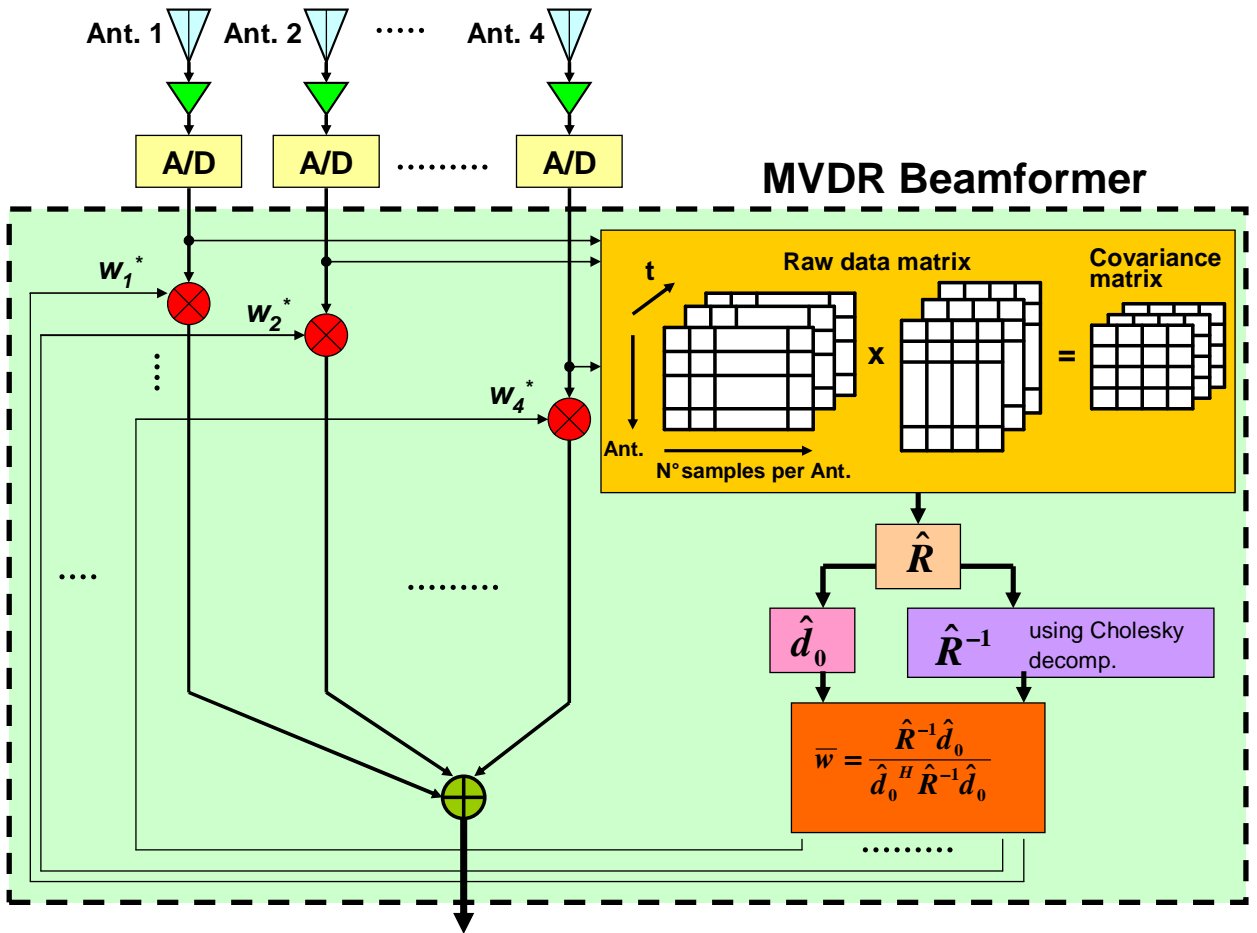 Ant. 1 Ant. 2 ..... Ant. 4
A/D A/D ......... A/D
MVDR Beamformer
w₁*
w₂*
w₄*
t
Raw data matrix
Covariance
matrix
x
=
Ant.
N° samples per Ant.
R̂
d̂₀
R̂⁻¹ using Cholesky
decomp.
w̅ = R̂⁻¹d̂₀ / d̂₀ᴴ R̂⁻¹d̂₀